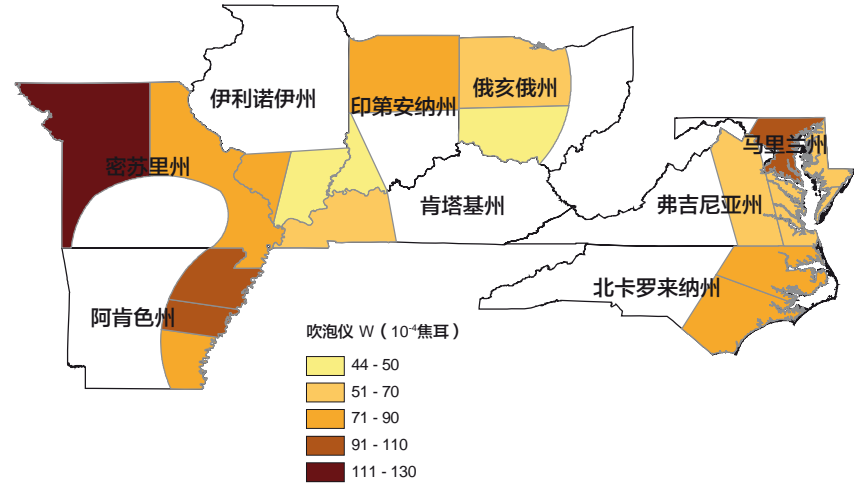 伊利诺伊州
印第安纳州
俄亥俄州
密苏里州
马里兰州
肯塔基州
弗吉尼亚州
北卡罗来纳州
阿肯色州
吹泡仪 W（10⁻⁴焦耳）
44 - 50
51 - 70
71 - 90
91 - 110
111 - 130